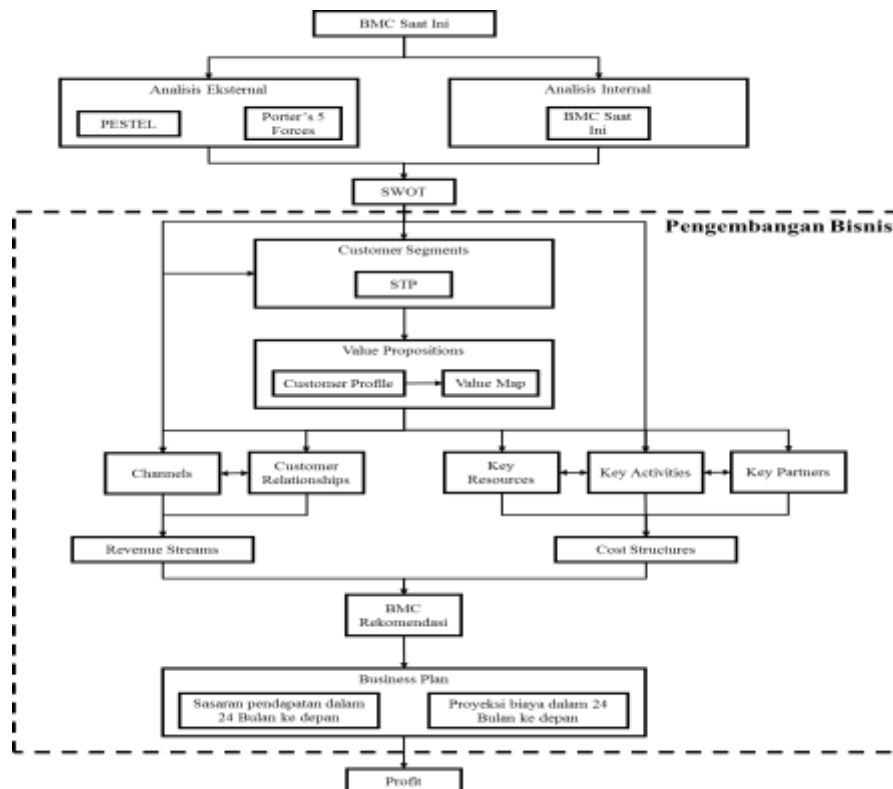 BMC Saat Ini
Analisis Eksternal
PESTEL
Porter's 5
Forces
Analisis Internal
BMC Saat
Ini
SWOT
Pengembangan Bisnis
Customer Segments
STP
Value Propositions
Customer Profile
Value Map
Channels
Customer
Relationships
Key
Resources
Key Activities
Key Partners
Revenue Streams
Cost Structures
BMC
Rekomendasi
Business Plan
Sasaran pendapatan dalam
24 Bulan ke depan
Proyeksi biaya dalam 24
Bulan ke depan
Profit